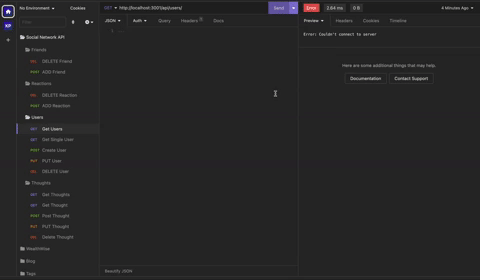 No Environment
Cookies
GET http://localhost:3001/api/users/
Send
Error
2.64 ms
0 B
4 Minutes Ago
KP
Filter
JSON
Auth
Query
Headers
Docs
Preview
Headers
Cookies
Timeline
1
Error: Couldn't connect to server
Social Network API
Friends
DEL DELETE Friend
POST ADD Friend
Reactions
DEL DELETE Reaction
POST ADD Reaction
Users
GET Get Users
GET Get Single User
POST Create User
PUT PUT User
DEL DELETE User
Thoughts
GET Get Thoughts
GET Get Thought
POST Post Thought
PUT PUT Thought
DEL Delete Thought
WealthWise
Blog
Tags
Here are some additional things that may help.
Documentation
Contact Support
Beautify JSON